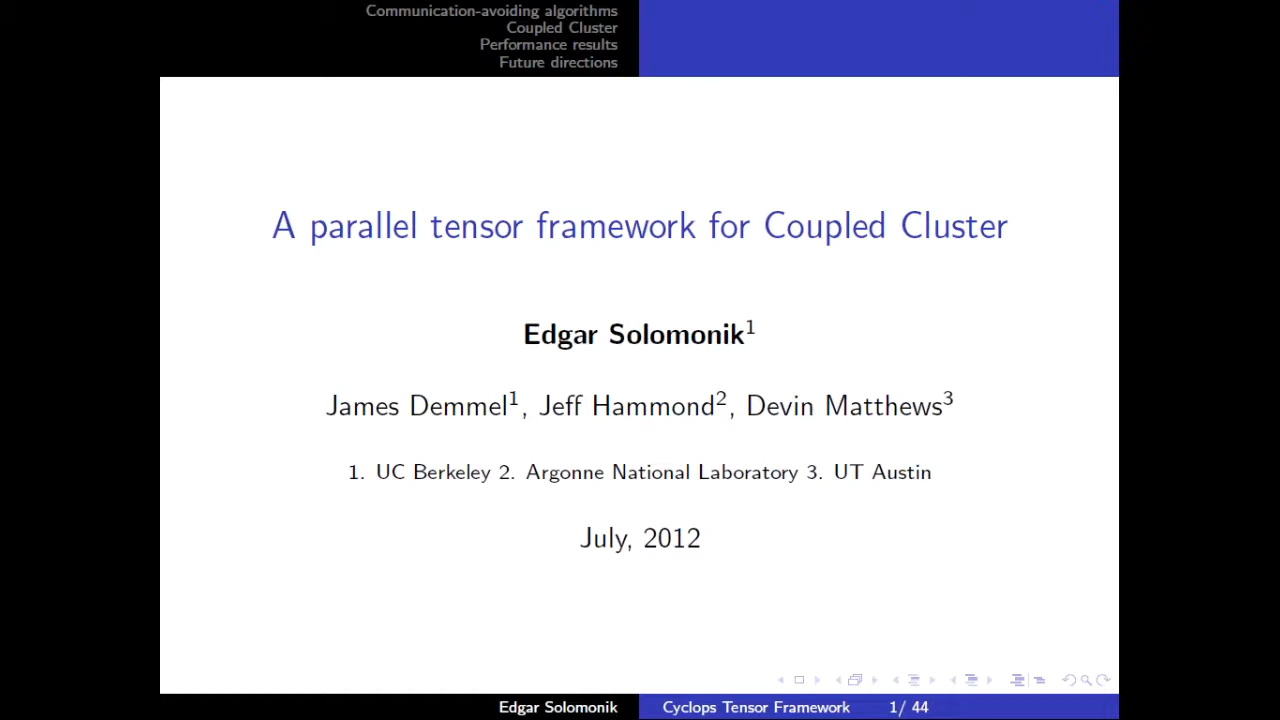 Communication-avoiding algorithms
Coupled Cluster
Performance results
Future directions
A parallel tensor framework for Coupled Cluster
Edgar Solomonik¹
James Demmel¹, Jeff Hammond², Devin Matthews³
1. UC Berkeley 2. Argonne National Laboratory 3. UT Austin
July, 2012
Edgar Solomonik
Cyclops Tensor Framework 1/ 44